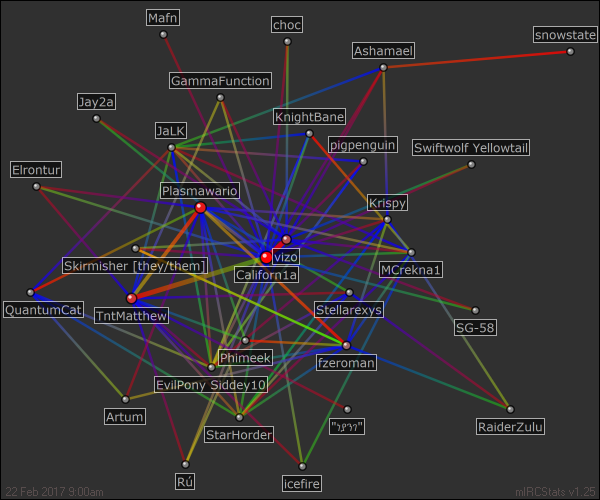 Mafn
choc
snowstate
Ashamael
GammaFunction
Jay2a
KnightBane
JaLK
pigpenguin
Swiftwolf Yellowtail
Elrontur
Plasmawario
Krispy
vizo
Skirmisher [they/them]
Californ1a
MCrekna1
QuantumCat
TntMatthew
Stellarexys
SG-58
Phimeek
fzeroman
EvilPony Siddey10
Artum
StarHorder
RaiderZulu
Rú
icefire
22 Feb 2017 9:00am
mIRCStats v1.25